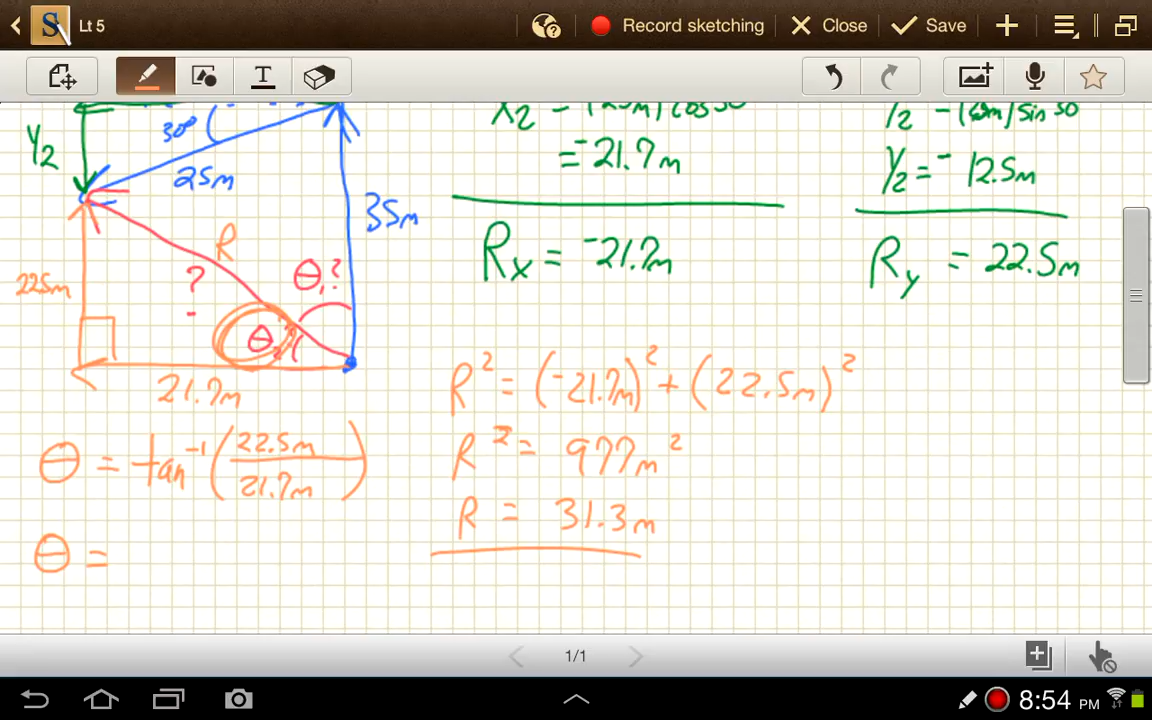 Lt 5
Record sketching
Close
Save
T
30°
Y2
25m
35m
R
?
θ1?
22.5m
θ2
21.7m
θ = tan-1 (22.5m / 21.7m)
θ =
X2 = (25m) cos 30
= -21.7m
Rx = -21.7m
sin 30
Y2 = -12.5m
Ry = 22.5m
R2 = (-21.7m)2 + (22.5m)2
R2 = 977m2
R = 31.3m
1/1
8:54 PM